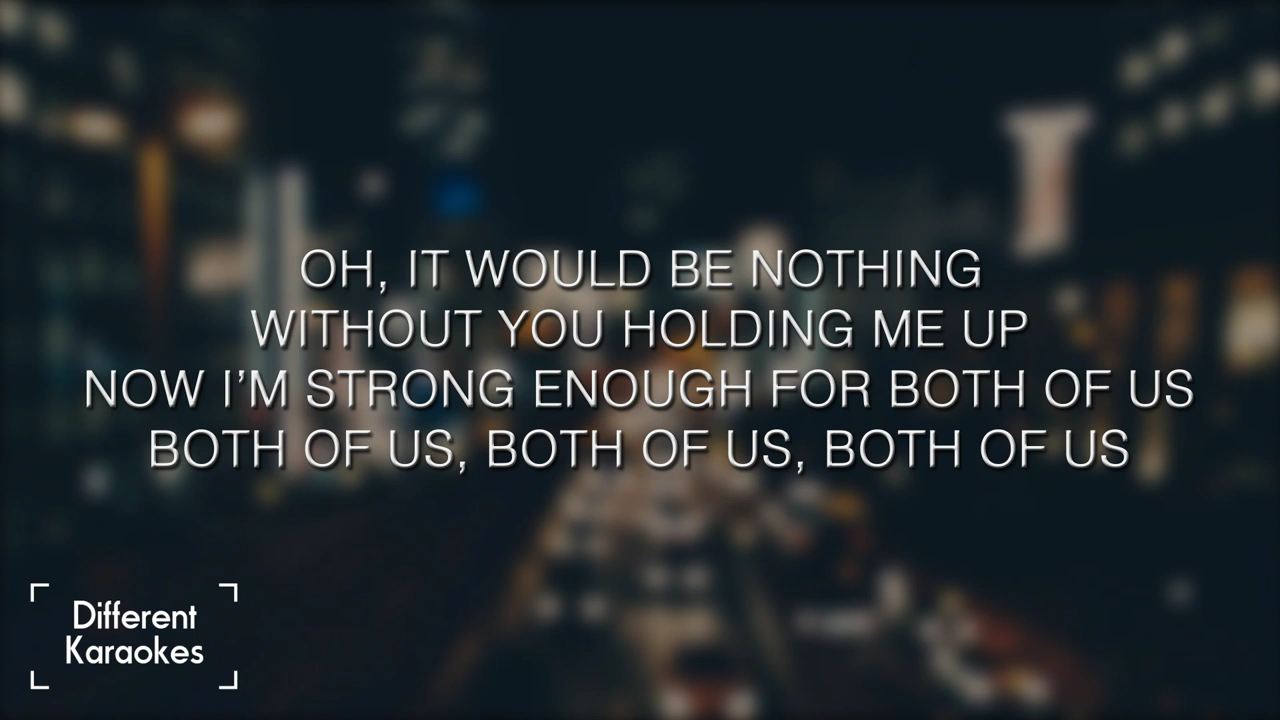 OH, IT WOULD BE NOTHING
WITHOUT YOU HOLDING ME UP
NOW I’M STRONG ENOUGH FOR BOTH OF US
BOTH OF US, BOTH OF US, BOTH OF US
Different
Karaokes